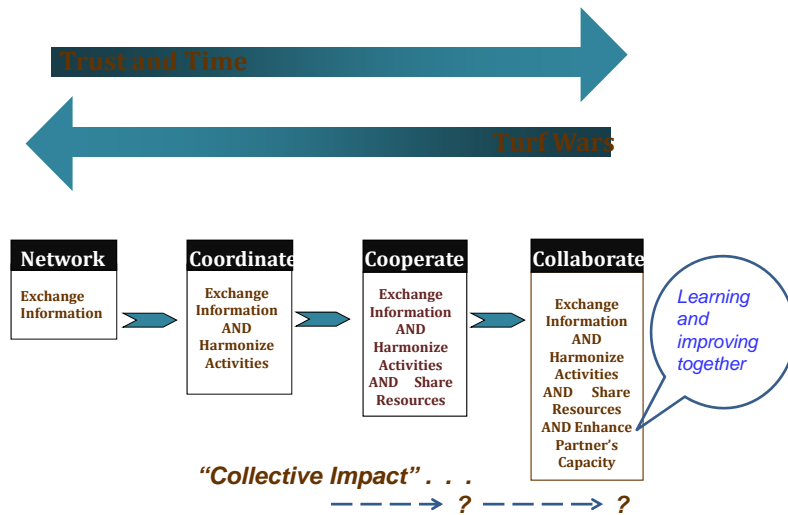 Trust and Time
Turf Wars
Network
Exchange
Information
Coordinate
Exchange
Information
AND
Harmonize
Activities
Cooperate
Exchange
Information
AND
Harmonize
Activities
AND Share
Resources
Collaborate
Exchange
Information
AND
Harmonize
Activities
AND Share
Resources
AND Enhance
Partner's
Capacity
Learning
and
improving
together
“Collective Impact” . . .
? ?